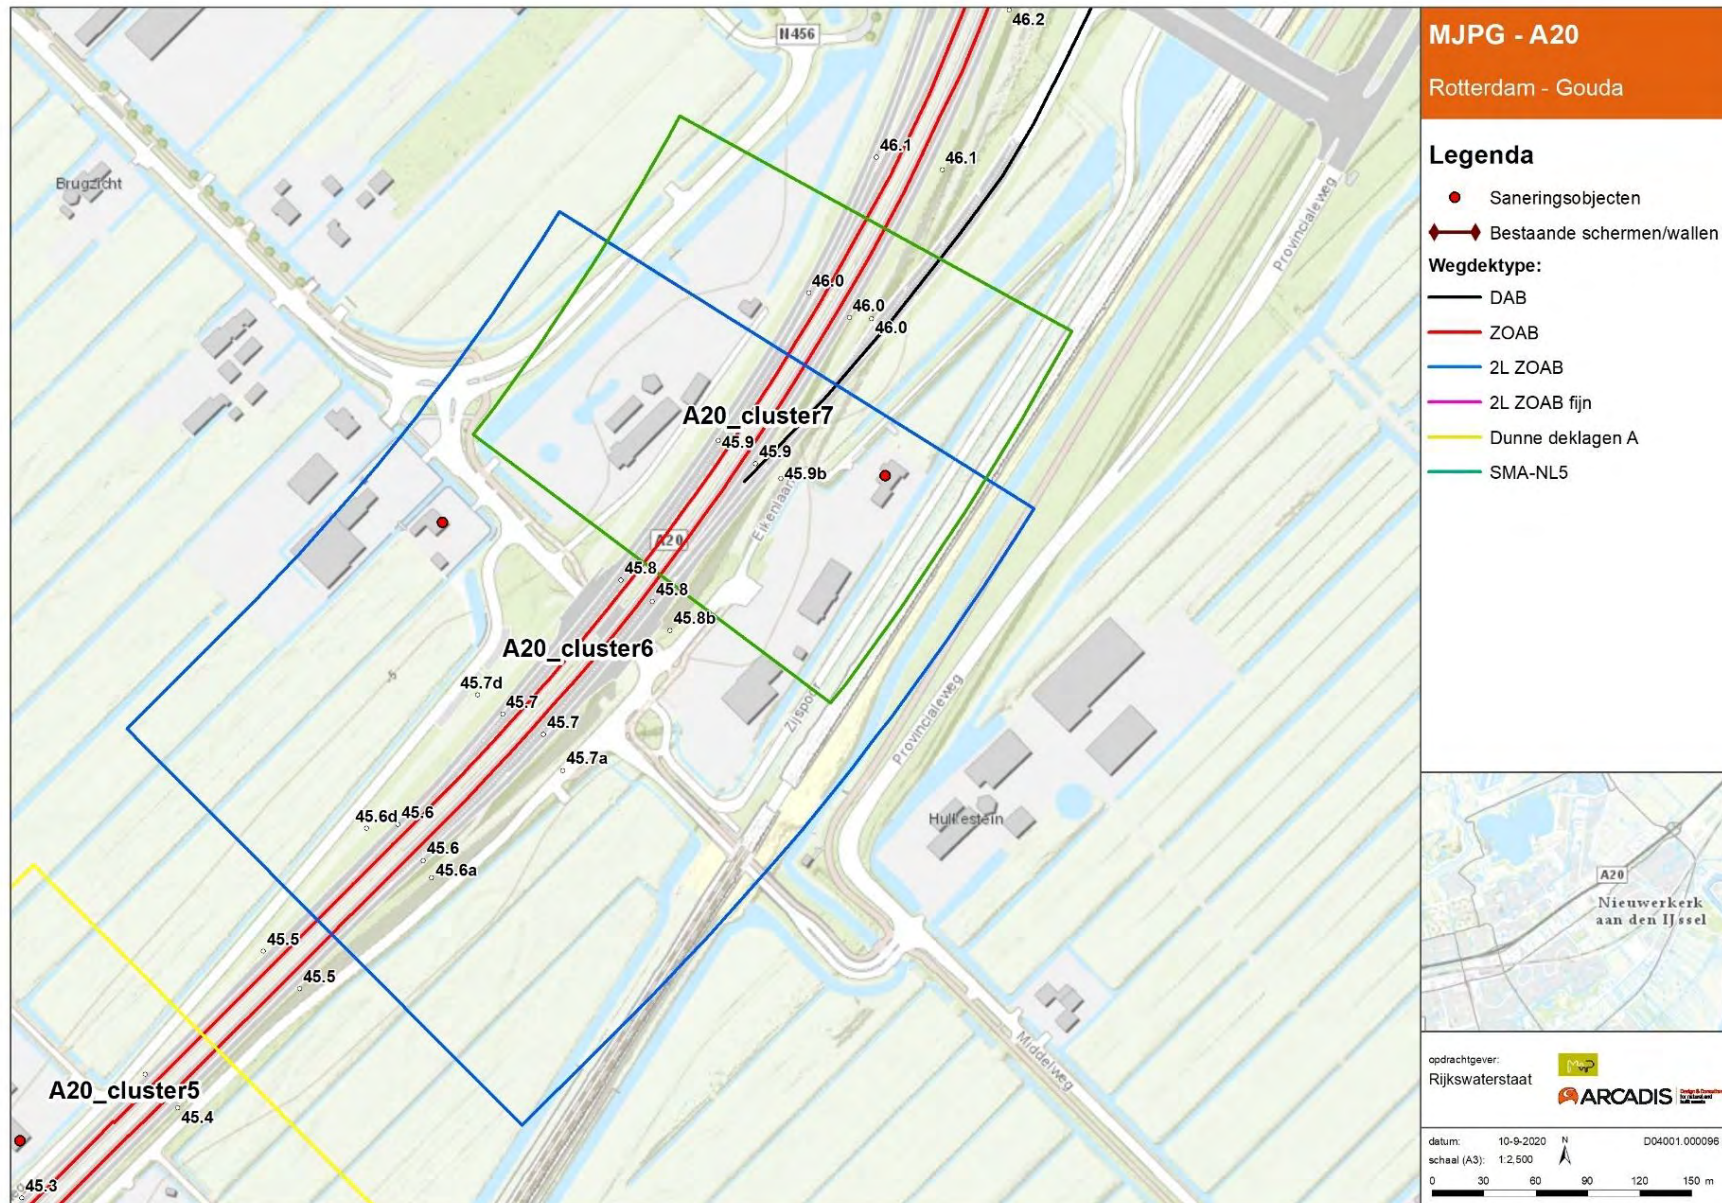 46.2
N456
46.1
46.1
Brugzicht
Provincialeweg
46.0
46.0
46.0
A20_cluster7
45.9
45.9
45.9b
Eikenlaan
A20
45.8
45.8
45.8b
A20_cluster6
45.7d
45.7
45.7
Zijspoor
Provincialeweg
45.7a
45.6d
45.6
45.6
45.6a
Hullestein
45.5
45.5
Middelweg
A20_cluster5
45.4
45.3
MJPG - A20
Rotterdam - Gouda
Legenda
Saneringsobjecten
Bestaande schermen/wallen
Wegdektype:
DAB
ZOAB
2L ZOAB
2L ZOAB fijn
Dunne deklagen A
SMA-NL5
A20
Nieuwerkerk
aan den IJssel
opdrachtgever:
Rijkswaterstaat
ARCADIS
datum: 10-9-2020 N D04001.000096
schaal (A3): 1:2,500
0 30 60 90 120 150 m